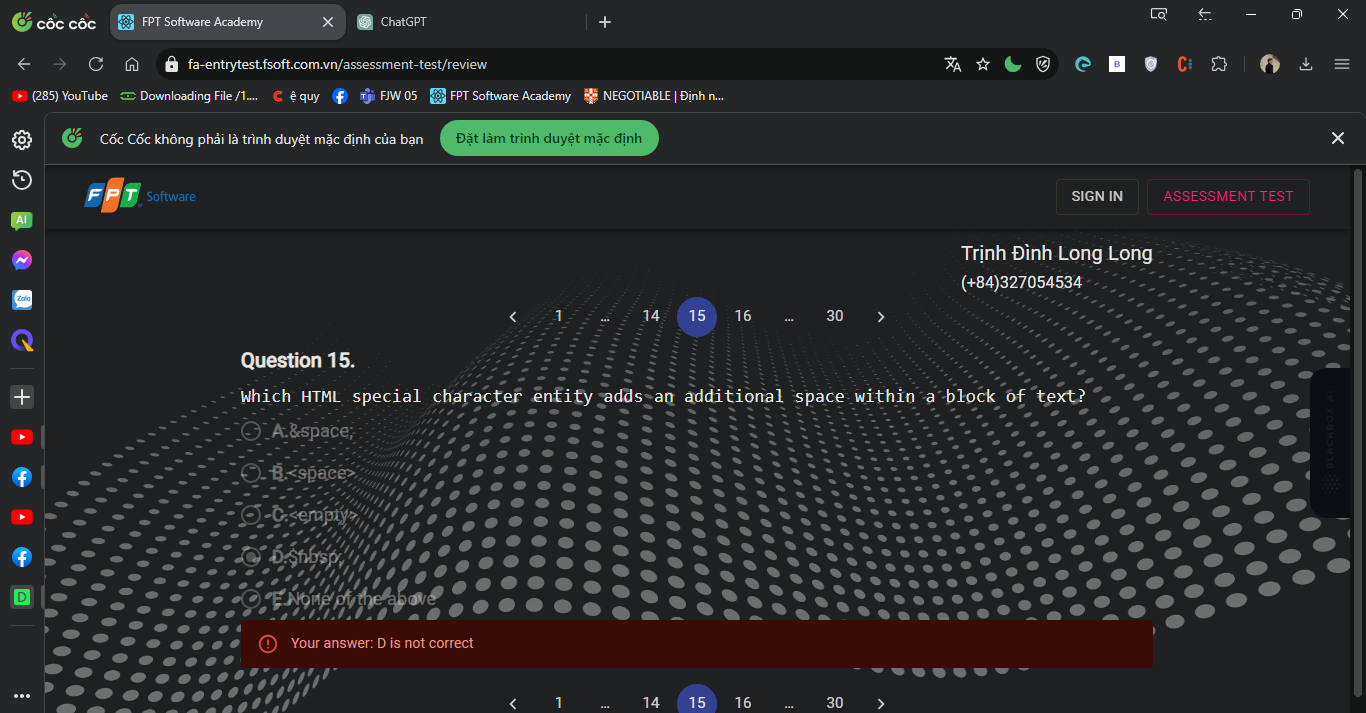 cốc cốc
FPT Software Academy
ChatGPT
fa-entrytest.fsoft.com.vn/assessment-test/review
(285) YouTube
Downloading File /1....
ệ quy
FJW 05
FPT Software Academy
NEGOTIABLE | Định n...
Cốc Cốc không phải là trình duyệt mặc định của bạn
Đặt làm trình duyệt mặc định
AI
Zalo
D
FPT Software
SIGN IN
ASSESSMENT TEST
Trịnh Đình Long Long
(+84)327054534
1 ... 14 15 16 ... 30
Question 15.
Which HTML special character entity adds an additional space within a block of text?
A.&space;
B.<space>
C.<empty>
D.$nbsp;
E.None of the above
BLACKBOX AI
Your answer: D is not correct
1 ... 14 15 16 ... 30